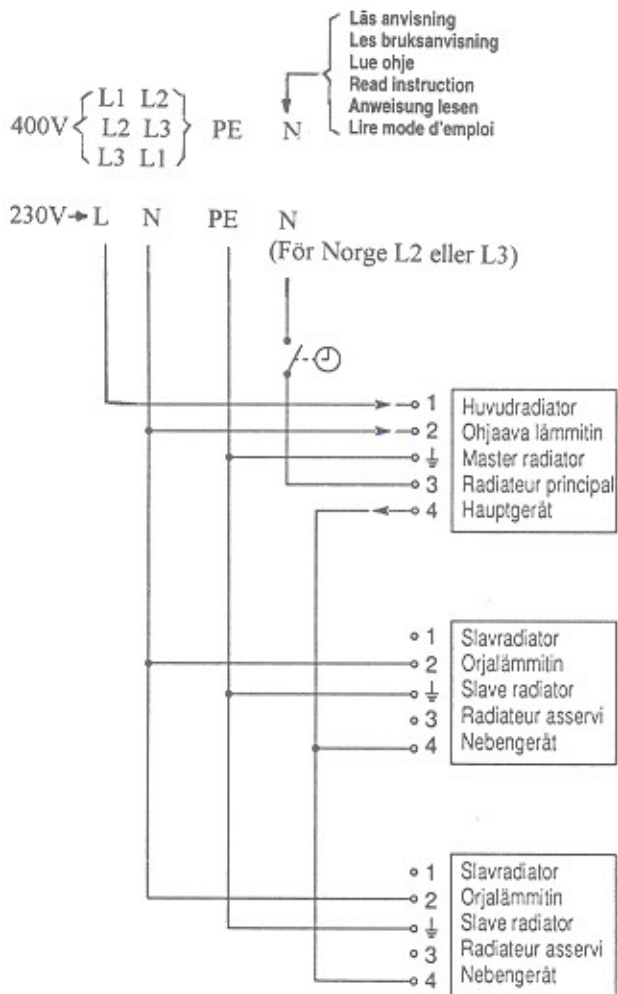 Läs anvisning
Les bruksanvisning
Lue ohje
Read instruction
Anweisung lesen
Lire mode d'emploi
400V { L1 L2
L2 L3
L3 L1 } PE N
230V→ L N PE N
(För Norge L2 eller L3)
1 Huvudradiator
2 Ohjaava lämmitin
Master radiator
3 Radiateur principal
4 Hauptgerät
1 Slavradiator
2 Orjalämmitin
Slave radiator
3 Radiateur asservi
4 Nebengerät
1 Slavradiator
2 Orjalämmitin
Slave radiator
3 Radiateur asservi
4 Nebengerät